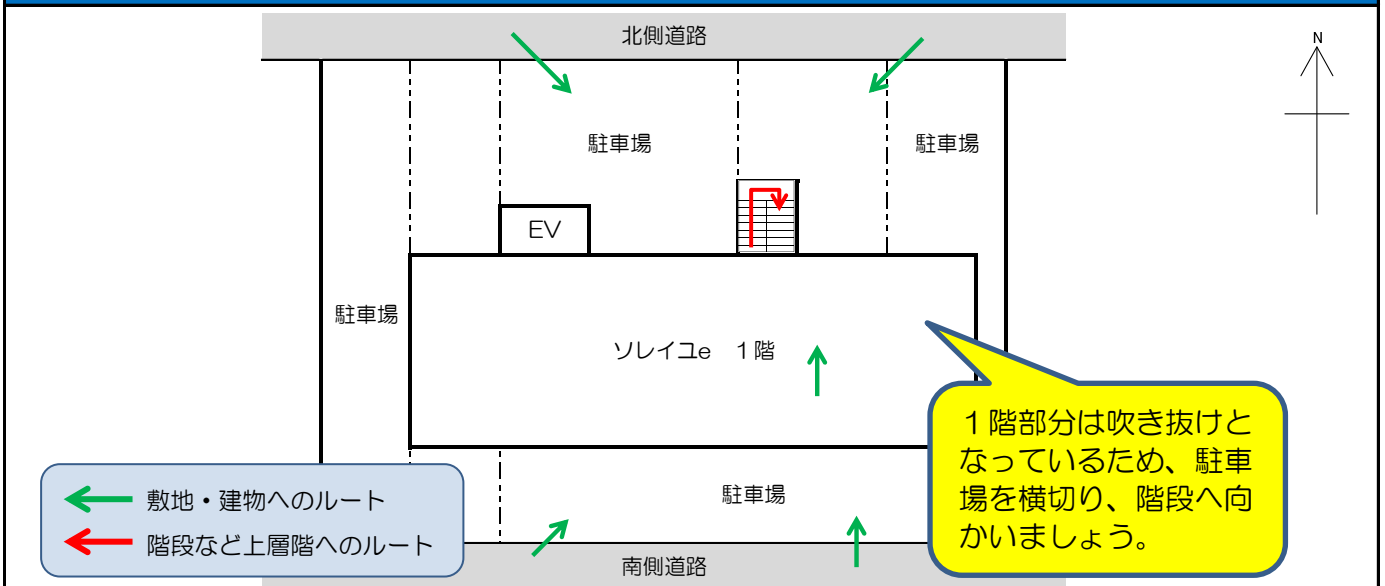 北側道路
N
駐車場
駐車場
EV
駐車場
ソレイユe　１階
１階部分は吹き抜けと
なっているため、駐車
場を横切り、階段へ向
かいましょう。
駐車場
敷地・建物へのルート
階段など上層階へのルート
南側道路